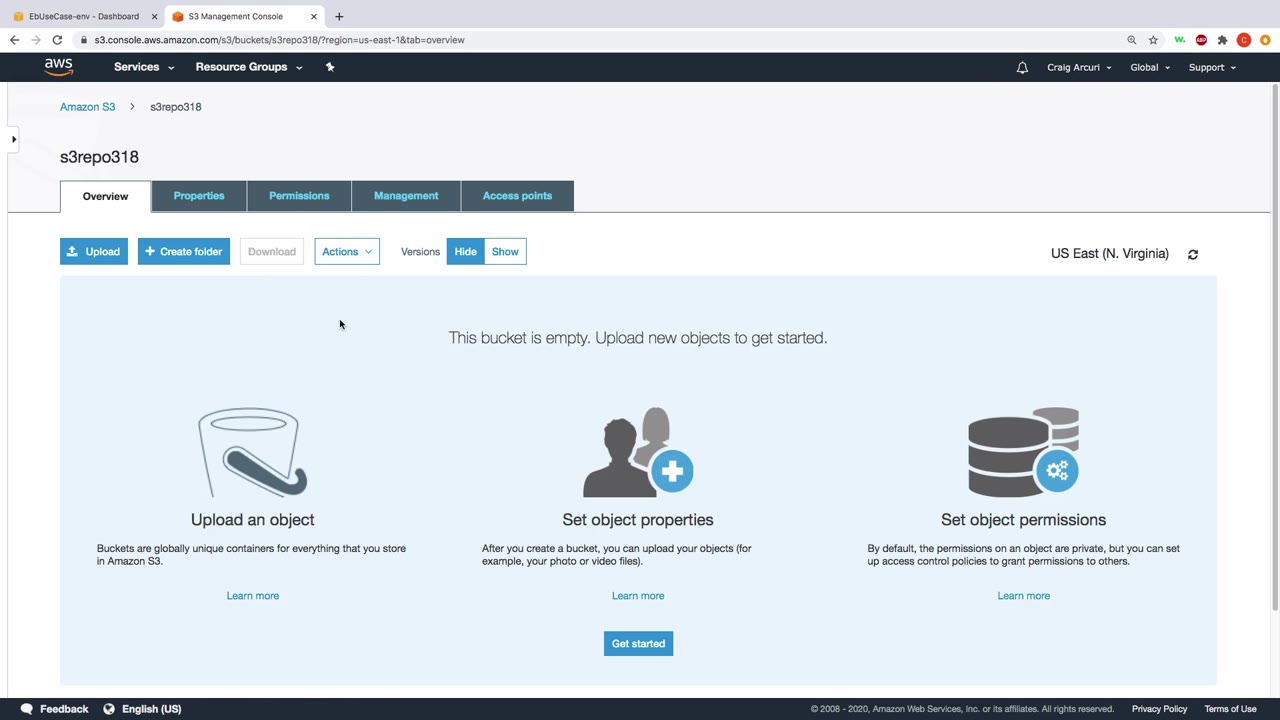 EbUseCase-env - Dashboard
S3 Management Console
s3.console.aws.amazon.com/s3/buckets/s3repo318/?region=us-east-1&tab=overview
w.
ABP
C
aws
Services
Resource Groups
Craig Arcuri
Global
Support
Amazon S3
s3repo318
s3repo318
Overview
Properties
Permissions
Management
Access points
Upload
Create folder
Download
Actions
Versions
Hide
Show
US East (N. Virginia)
This bucket is empty. Upload new objects to get started.
Upload an object
Buckets are globally unique containers for everything that you store
in Amazon S3.
Learn more
Set object properties
After you create a bucket, you can upload your objects (for
example, your photo or video files).
Learn more
Set object permissions
By default, the permissions on an object are private, but you can set
up access control policies to grant permissions to others.
Learn more
Get started
Feedback
English (US)
© 2008 - 2020, Amazon Web Services, Inc. or its affiliates. All rights reserved.
Privacy Policy
Terms of Use